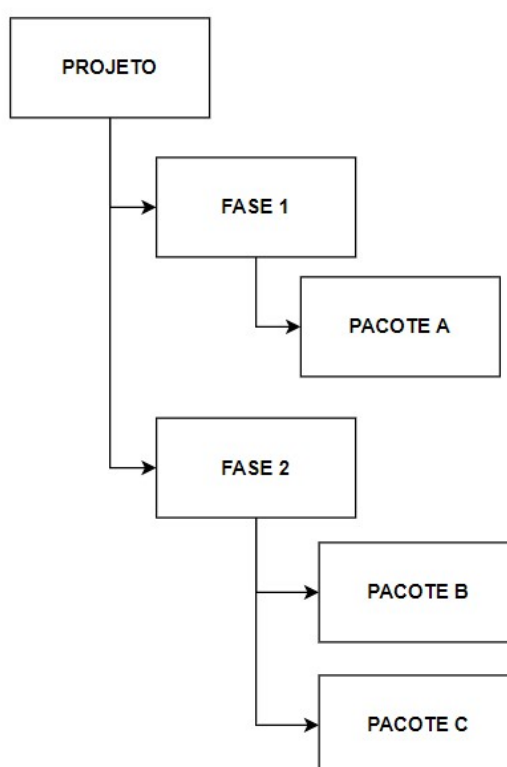 PROJETO
FASE 1
PACOTE A
FASE 2
PACOTE B
PACOTE C